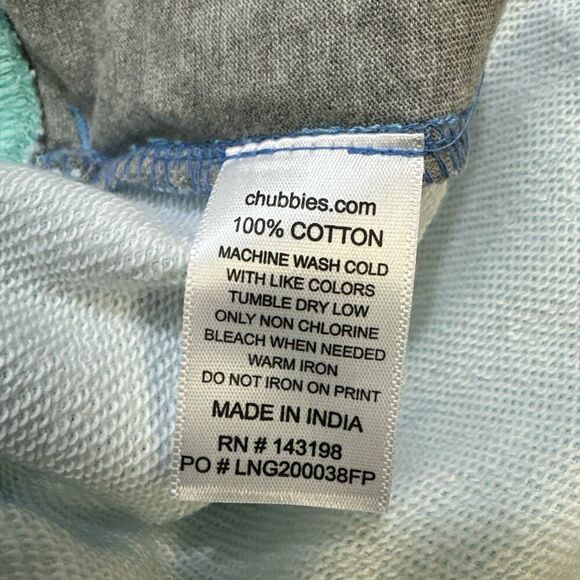 chubbies.com
100% COTTON
MACHINE WASH COLD
WITH LIKE COLORS
TUMBLE DRY LOW
ONLY NON CHLORINE
BLEACH WHEN NEEDED
WARM IRON
DO NOT IRON ON PRINT
MADE IN INDIA
RN # 143198
PO # LNG200038FP